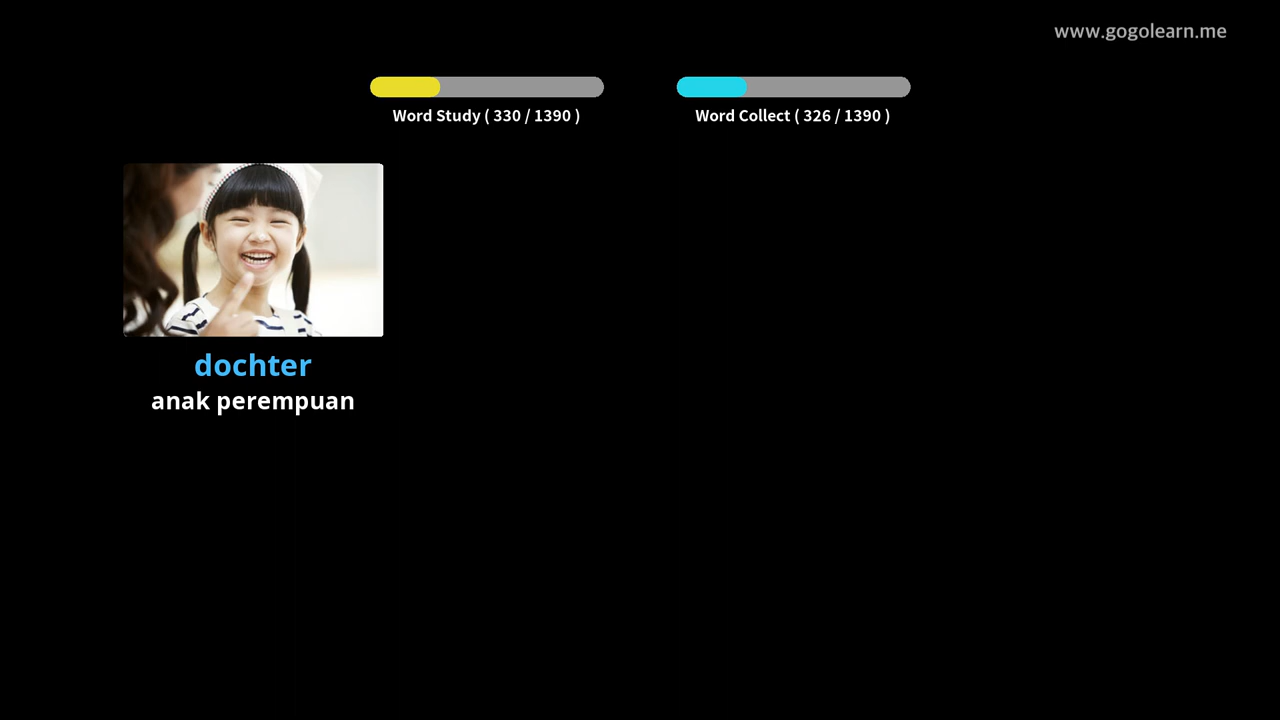 www.gogolearn.me
Word Study ( 330 / 1390 )
Word Collect ( 326 / 1390 )
dochter
anak perempuan